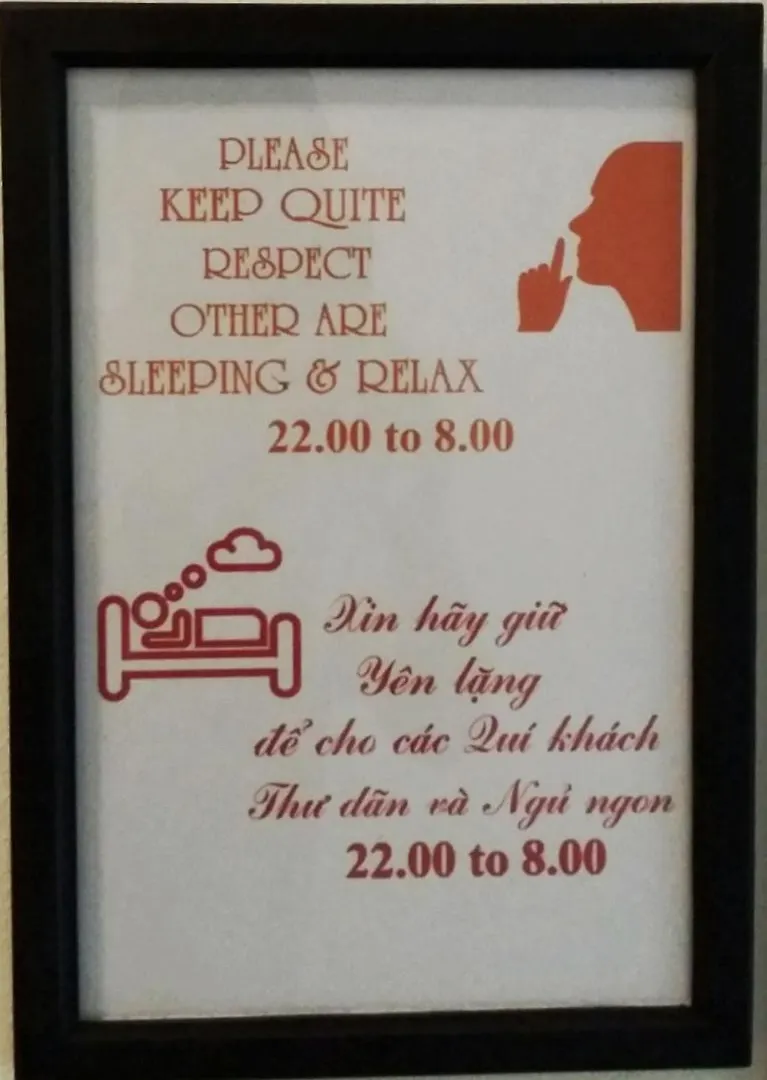 PLEASE
KEEP QUITE
RESPECT
OTHER ARE
SLEEPING & RELAX
22.00 to 8.00
Xin hãy giữ
Yên lặng
để cho các Quí khách
Thư dãn và Ngủ ngon
22.00 to 8.00